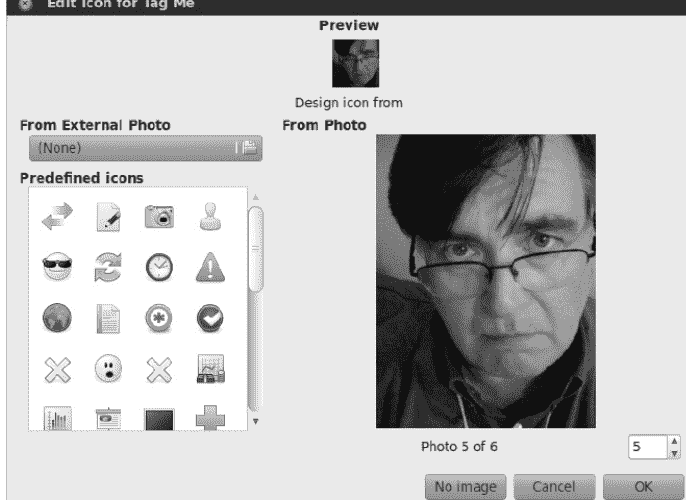 Edit Icon for Tag Me
Preview
Design icon from
From External Photo
(None)
Predefined icons
From Photo
Photo 5 of 6
5
No image
Cancel
OK